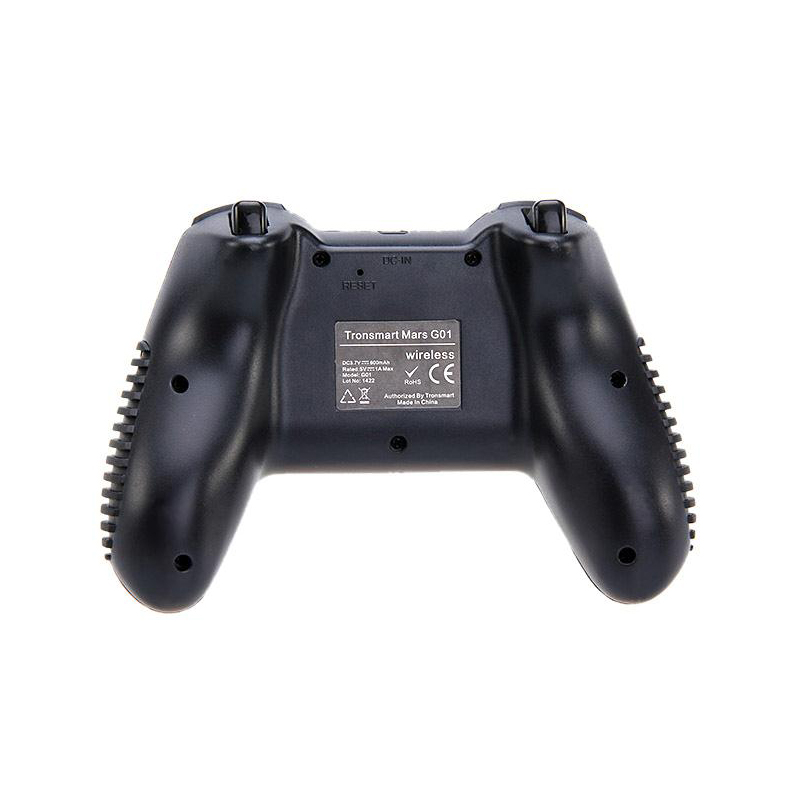 DC-IN
RESET
Tronsmart Mars G01
wireless
DC3.7V⎓800mAh
Rated 5V⎓1A Max
Model: G01
Lot No: 1422
RoHS
CE
Authorized By Tronsmart
Made In China